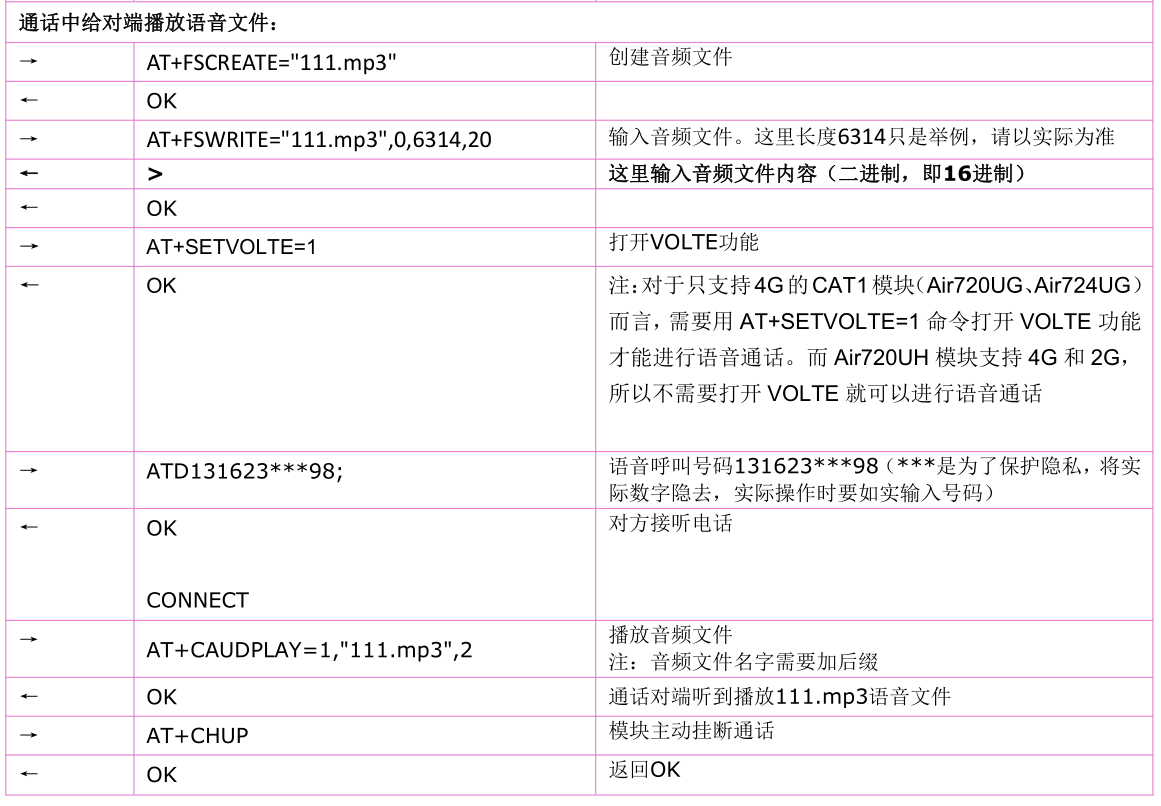 通话中给对端播放语音文件：
→ AT+FSCREATE="111.mp3" 创建音频文件
← OK
→ AT+FSWRITE="111.mp3",0,6314,20 输入音频文件。这里长度6314只是举例，请以实际为准
← > 这里输入音频文件内容（二进制，即16进制）
← OK
→ AT+SETVOLTE=1 打开VOLTE功能
← OK 注：对于只支持4G的CAT1模块（Air720UG、Air724UG）
而言，需要用 AT+SETVOLTE=1 命令打开 VOLTE 功能
才能进行语音通话。而 Air720UH 模块支持 4G 和 2G，
所以不需要打开 VOLTE 就可以进行语音通话
→ ATD131623***98; 语音呼叫号码131623***98（***是为了保护隐私，将实
际数字隐去，实际操作时要如实输入号码）
← OK 对方接听电话
CONNECT
→ AT+CAUDPLAY=1,"111.mp3",2 播放音频文件
注：音频文件名字需要加后缀
← OK 通话对端听到播放111.mp3语音文件
→ AT+CHUP 模块主动挂断通话
← OK 返回OK